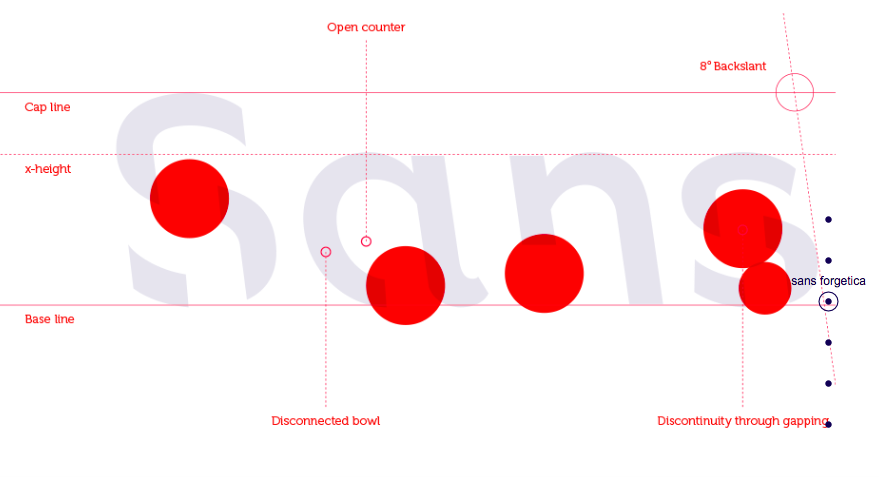 Open counter
8° Backslant
Cap line
x-height
Sans
sans forgetica
Base line
Disconnected bowl
Discontinuity through gapping